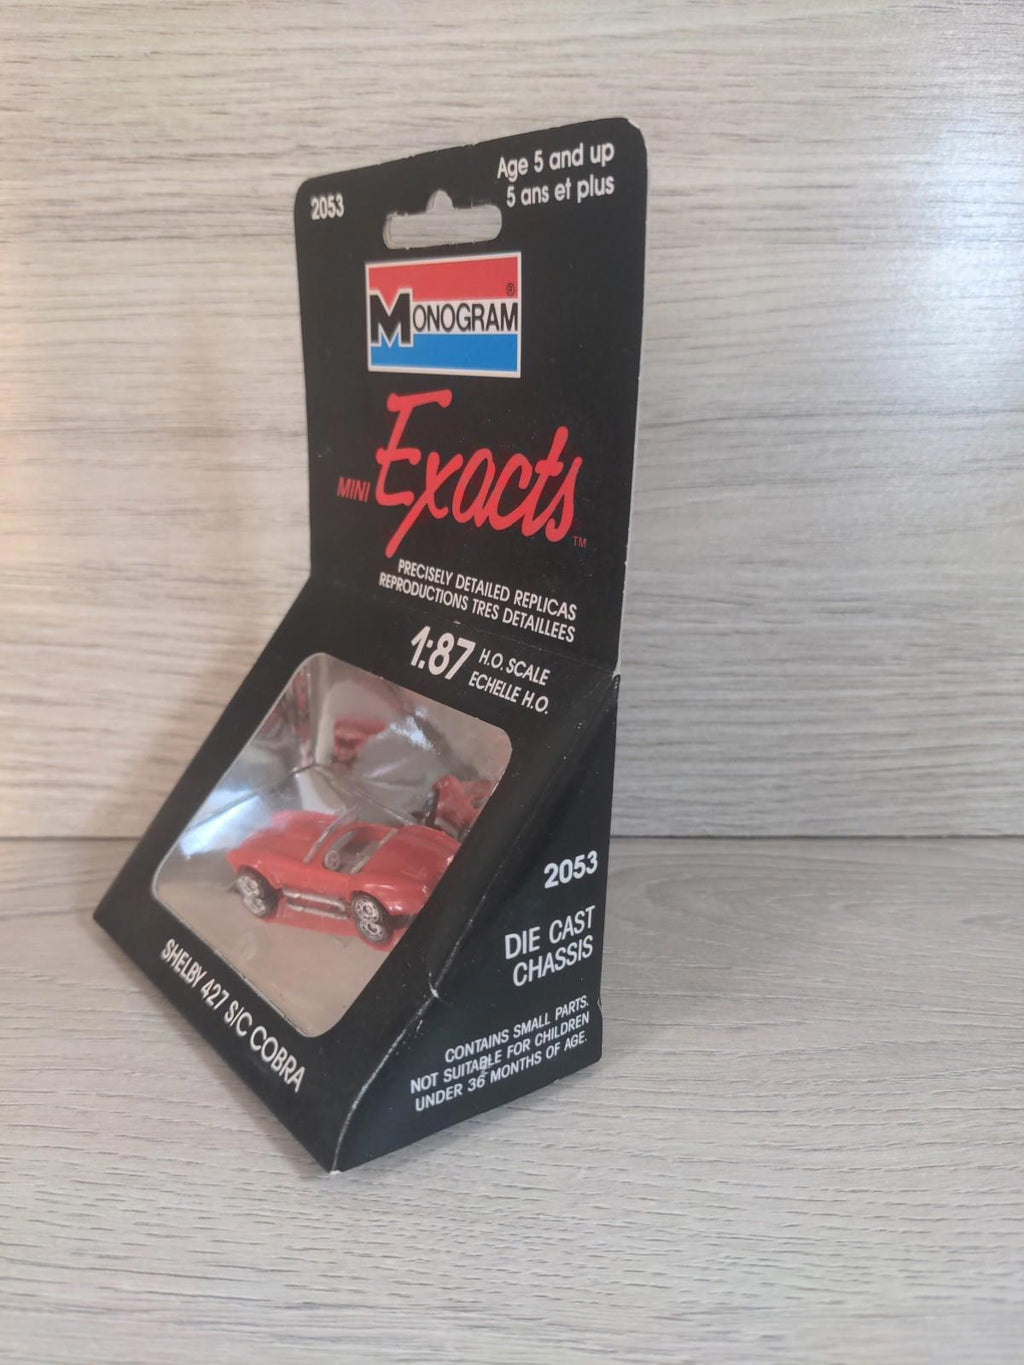 2053
Age 5 and up
5 ans et plus
MONOGRAM®
MINI Exacts™
PRECISELY DETAILED REPLICAS
REPRODUCTIONS TRES DETAILLEES
1:87 H.O. SCALE
ECHELLE H.O.
SHELBY 427 S/C COBRA
2053
DIE CAST
CHASSIS
CONTAINS SMALL PARTS.
NOT SUITABLE FOR CHILDREN
UNDER 36 MONTHS OF AGE.